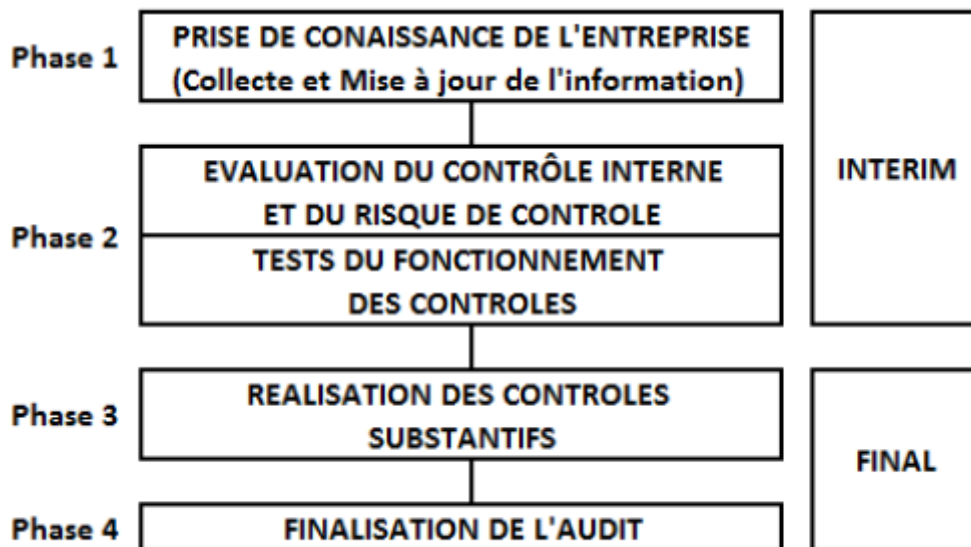 Phase 1
PRISE DE CONAISSANCE DE L'ENTREPRISE
(Collecte et Mise à jour de l'information)
INTERIM
Phase 2
EVALUATION DU CONTRÔLE INTERNE
ET DU RISQUE DE CONTROLE
TESTS DU FONCTIONNEMENT
DES CONTROLES
Phase 3
REALISATION DES CONTROLES
SUBSTANTIFS
FINAL
Phase 4
FINALISATION DE L'AUDIT